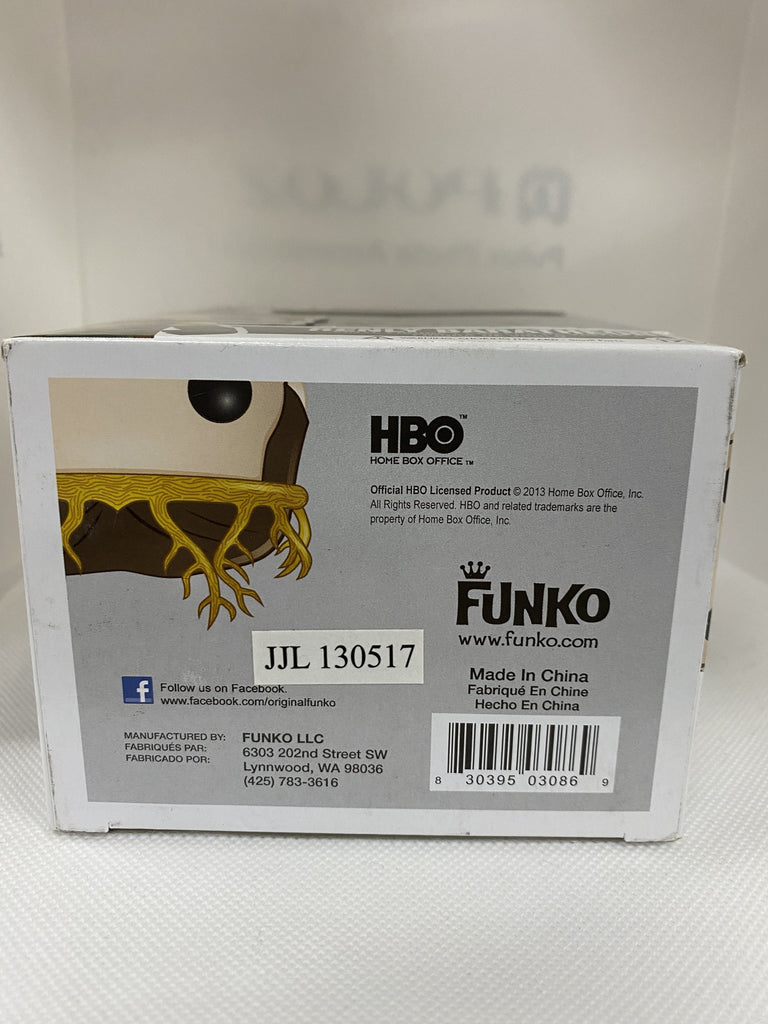 RENLY BARATHEON
HBO™
HOME BOX OFFICE™
Official HBO Licensed Product © 2013 Home Box Office, Inc.
All Rights Reserved. HBO and related trademarks are the
property of Home Box Office, Inc.
FUNKO
www.funko.com
JJL 130517
Made In China
Fabriqué En Chine
Hecho En China
f
Follow us on Facebook.
www.facebook.com/originalfunko
MANUFACTURED BY:
FABRIQUÉS PAR:
FABRICADO POR:
FUNKO LLC
6303 202nd Street SW
Lynnwood, WA 98036
(425) 783-3616
8 30395 03086 9